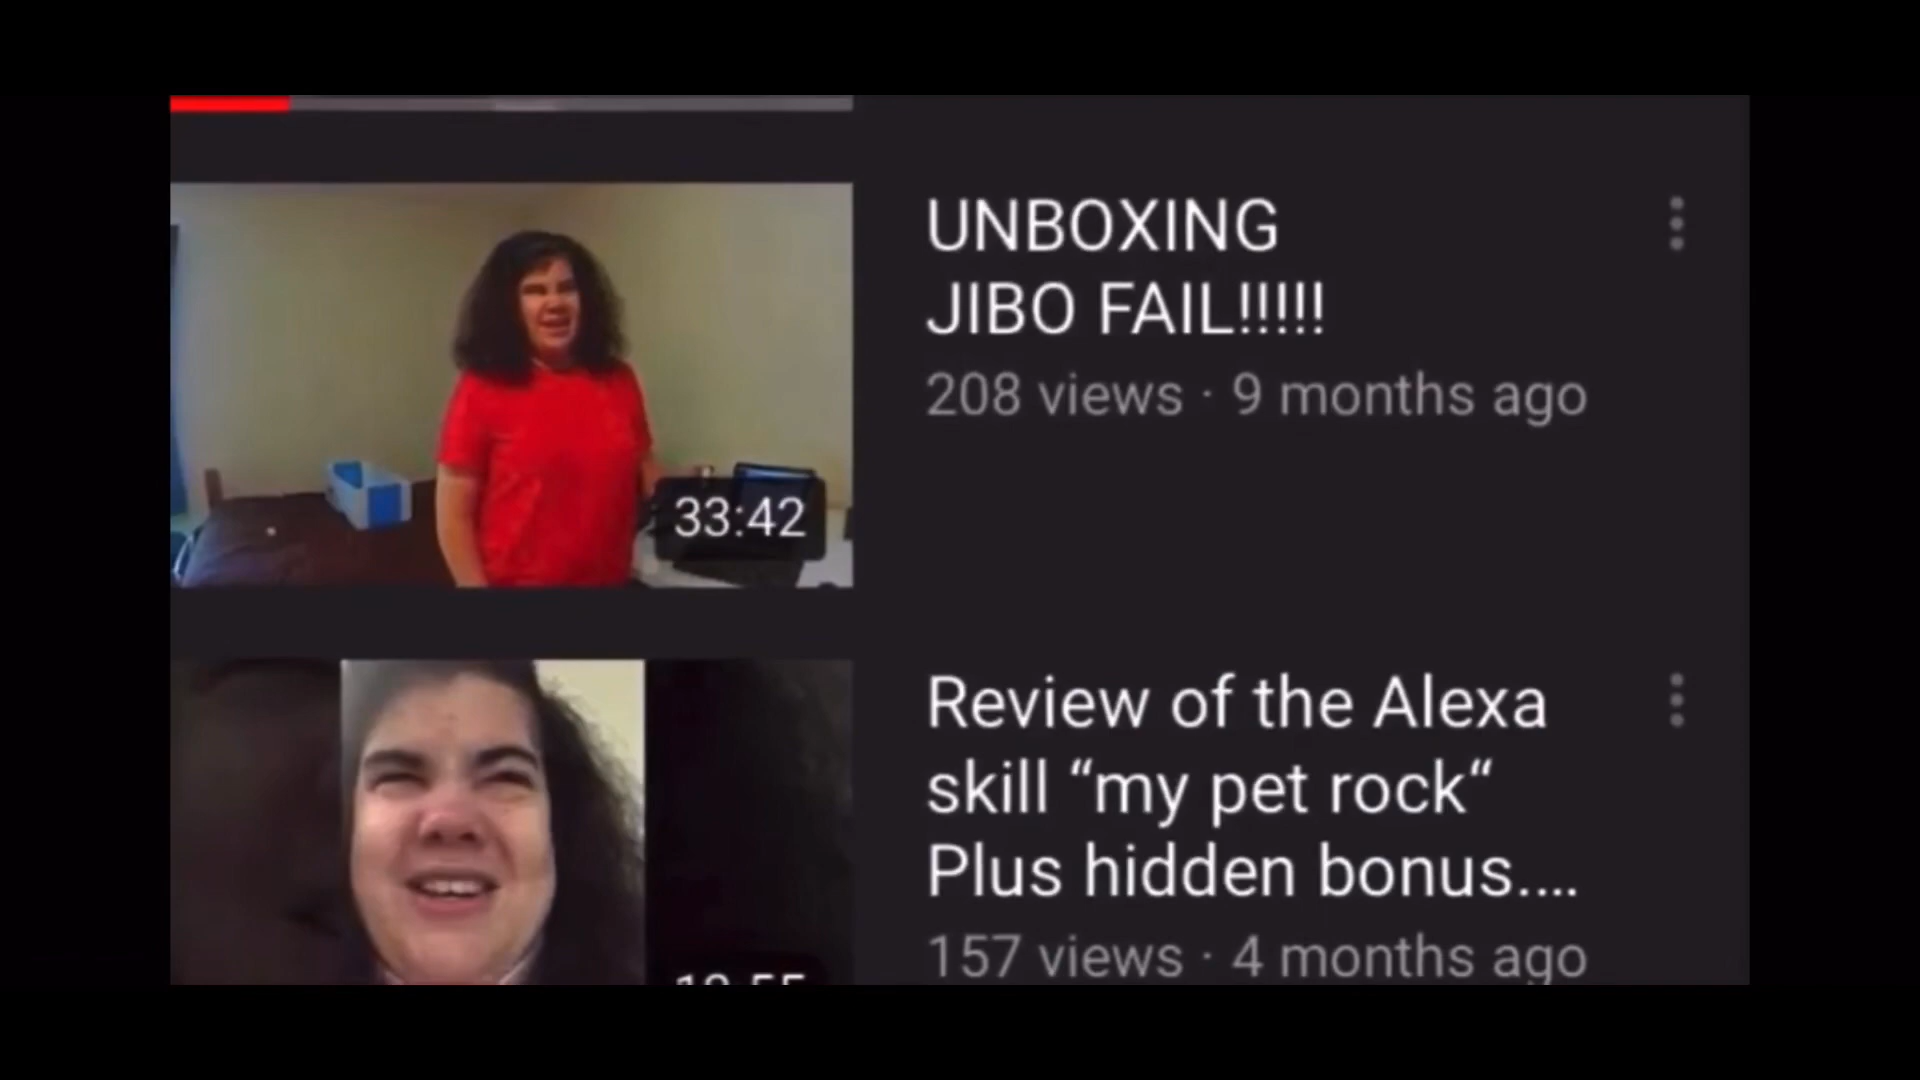 UNBOXING
JIBO FAIL!!!!!
208 views · 9 months ago
33:42
Review of the Alexa
skill “my pet rock“
Plus hidden bonus....
157 views · 4 months ago